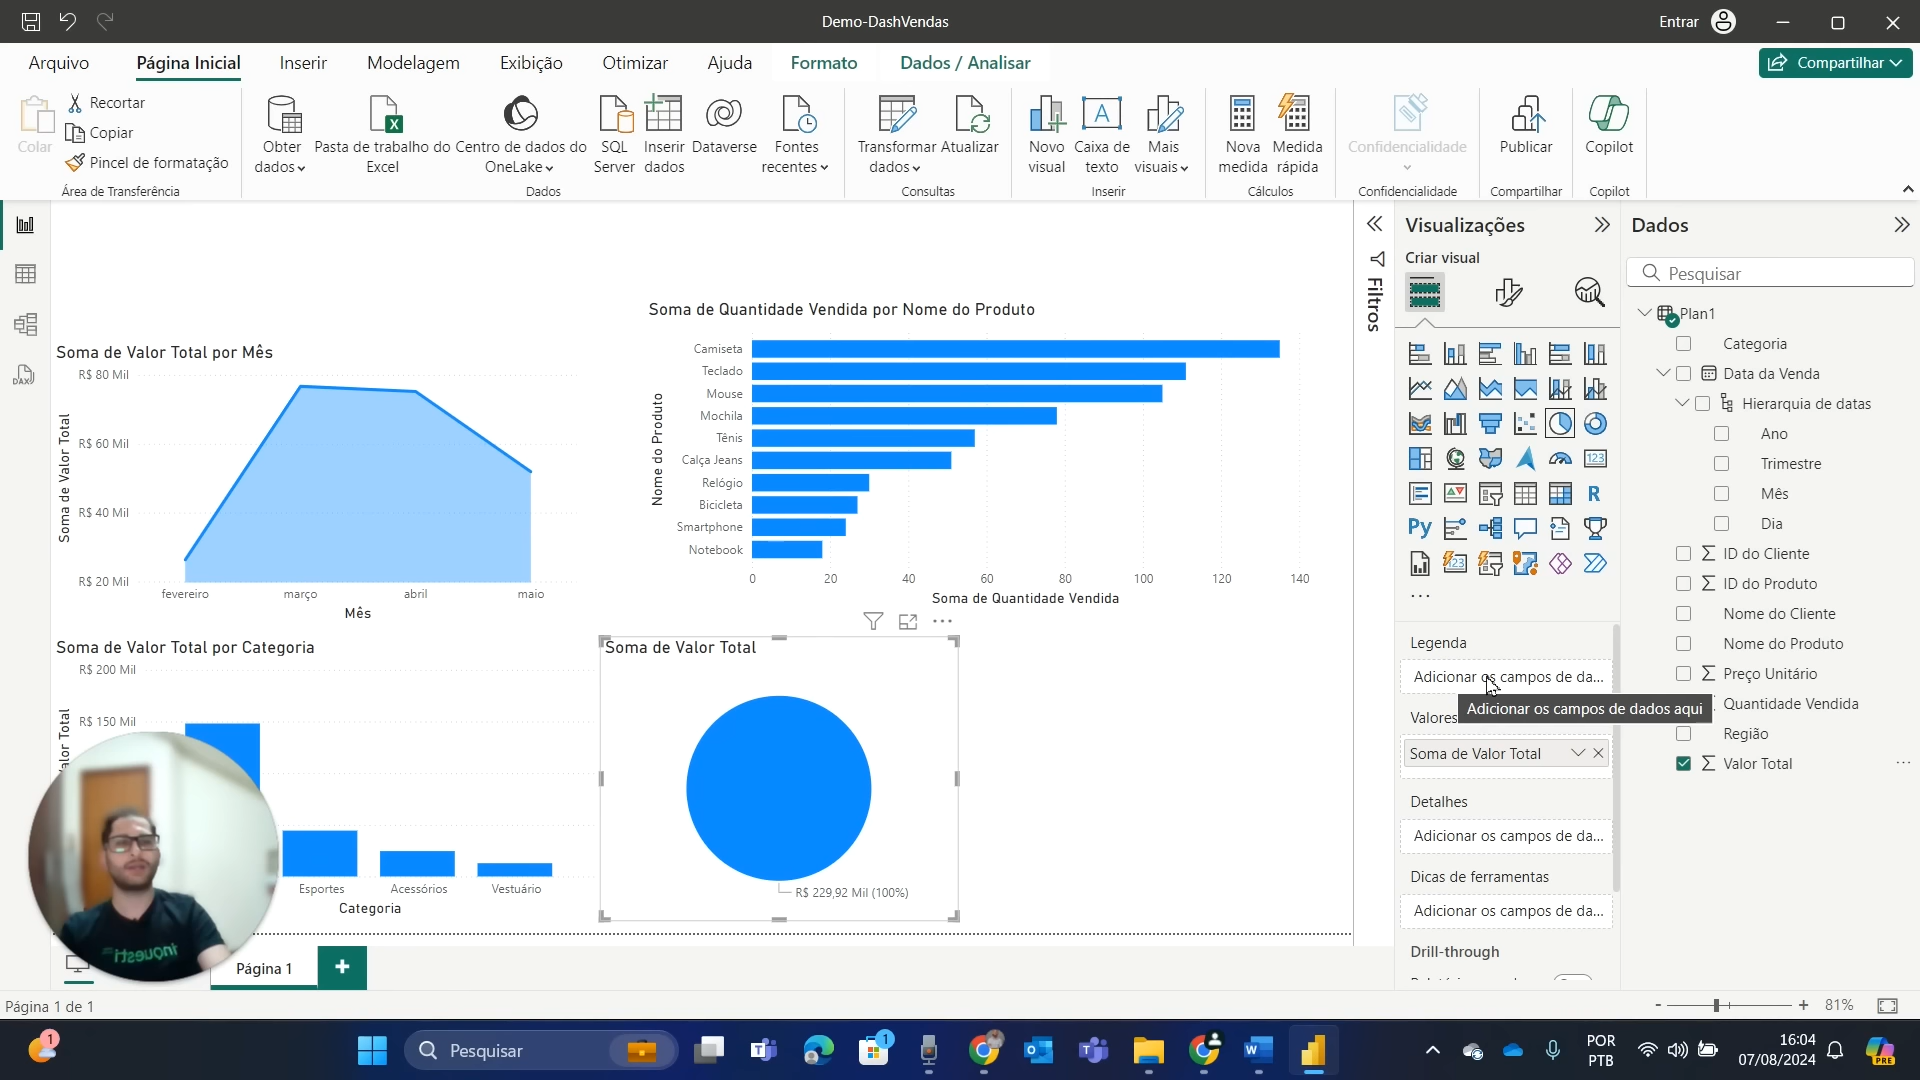 Demo-DashVendas
Entrar
Arquivo Página Inicial Inserir Modelagem Exibição Otimizar Ajuda Formato Dados / Analisar
Compartilhar
Colar
Recortar
Copiar
Pincel de formatação
Área de Transferência
Obter dados
Pasta de trabalho do Excel
Centro de dados do OneLake
SQL Server
Inserir dados
Dataverse
Fontes recentes
Dados
Transformar dados
Atualizar
Consultas
Novo visual
Caixa de texto
Mais visuais
Inserir
Nova medida
Medida rápida
Cálculos
Confidencialidade
Confidencialidade
Publicar
Compartilhar
Copilot
Copilot
Soma de Valor Total por Mês
R$ 80 Mil
R$ 60 Mil
R$ 40 Mil
R$ 20 Mil
Soma de Valor Total
fevereiro março abril maio
Mês
Soma de Quantidade Vendida por Nome do Produto
Nome do Produto
Camiseta
Teclado
Mouse
Mochila
Tênis
Calça Jeans
Relógio
Bicicleta
Smartphone
Notebook
0 20 40 60 80 100 120 140
Soma de Quantidade Vendida
Soma de Valor Total por Categoria
R$ 200 Mil
R$ 150 Mil
Valor Total
Esportes Acessórios Vestuário
Categoria
Soma de Valor Total
R$ 229,92 Mil (100%)
Página 1
Página 1 de 1
Filtros
Visualizações
Criar visual
123
R
Py
123
Legenda
Adicionar os campos de da...
Adicionar os campos de dados aqui
Valores
Soma de Valor Total
Detalhes
Adicionar os campos de da...
Dicas de ferramentas
Adicionar os campos de da...
Drill-through
Dados
Pesquisar
Plan1
Categoria
Data da Venda
Hierarquia de datas
Ano
Trimestre
Mês
Dia
ID do Cliente
ID do Produto
Nome do Cliente
Nome do Produto
Preço Unitário
Quantidade Vendida
Região
Valor Total
81%
1
Pesquisar
1
POR
PTB
16:04
07/08/2024
PRE